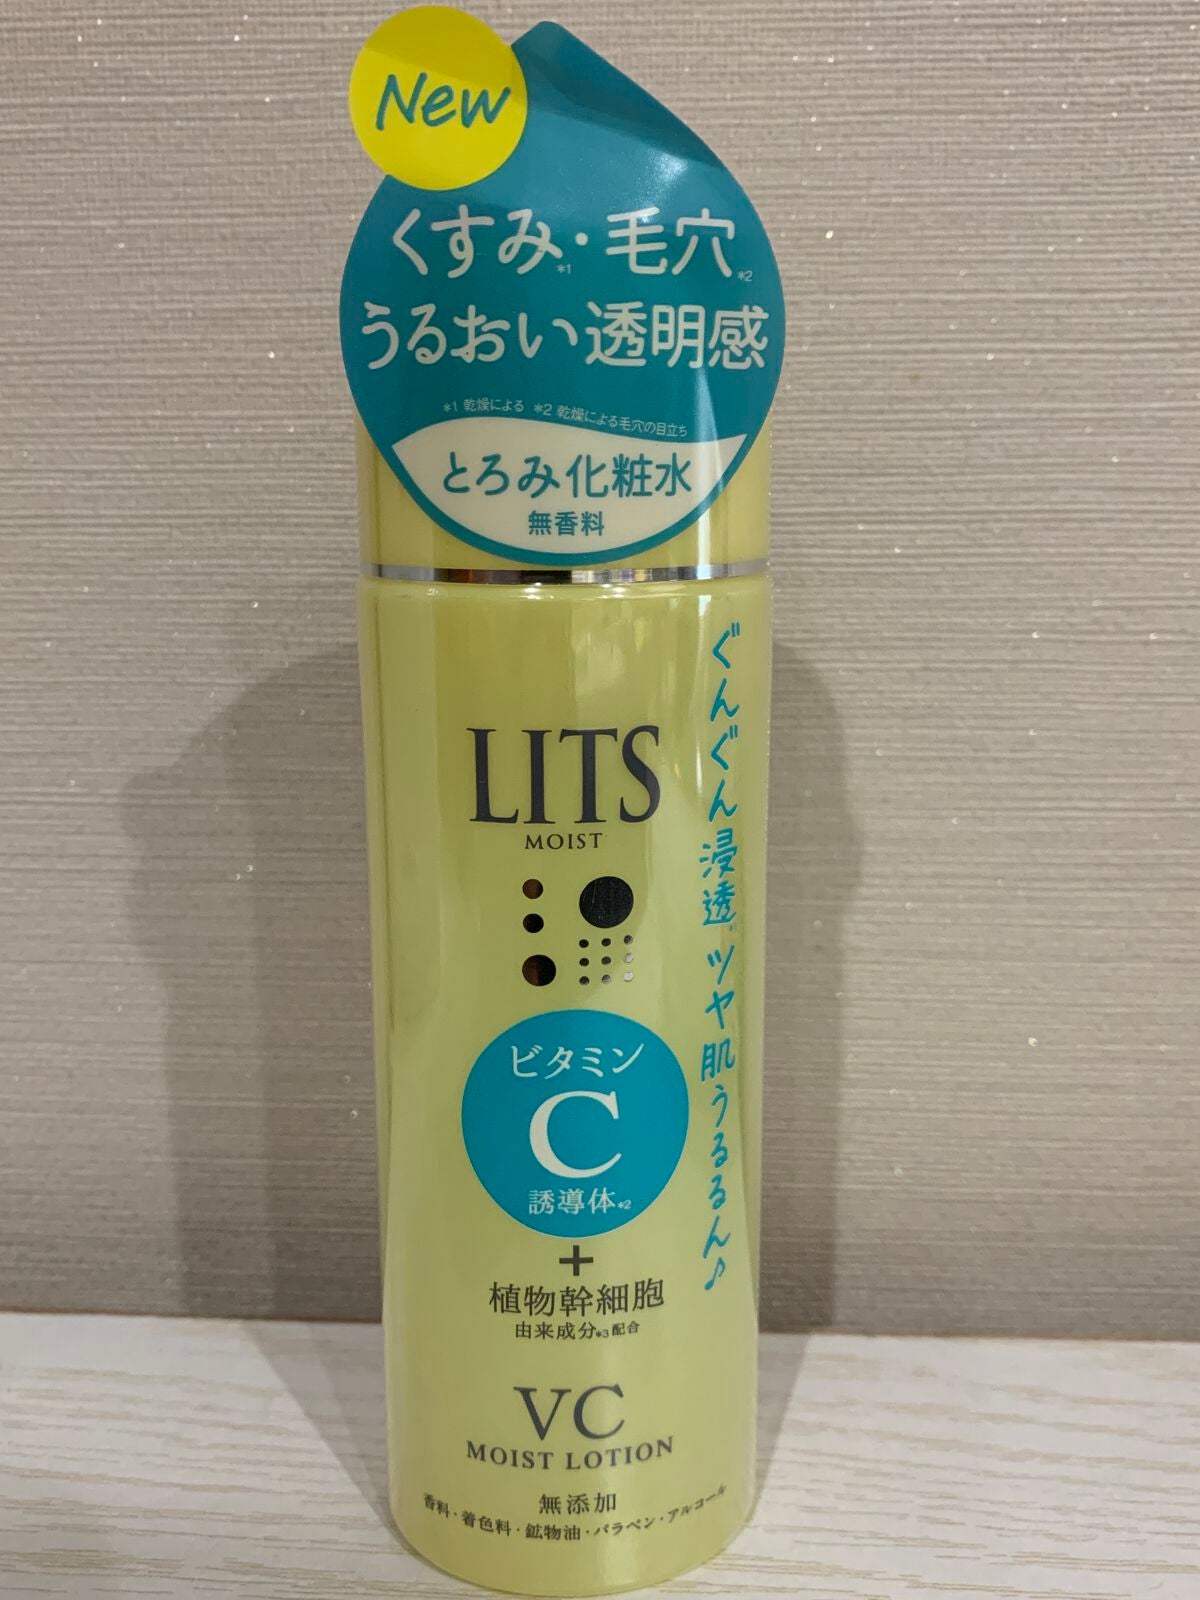 New
くすみ*1・毛穴*2
うるおい透明感
*1 乾燥による *2 乾燥による毛穴の目立ち
とろみ化粧水
無香料
LITS
MOIST
ぐんぐん浸透*ツヤ肌うるるん♪
ビタミン
C
誘導体*2
+
植物幹細胞
由来成分*3配合
VC
MOIST LOTION
無添加
香料・着色料・鉱物油・パラベン・アルコール